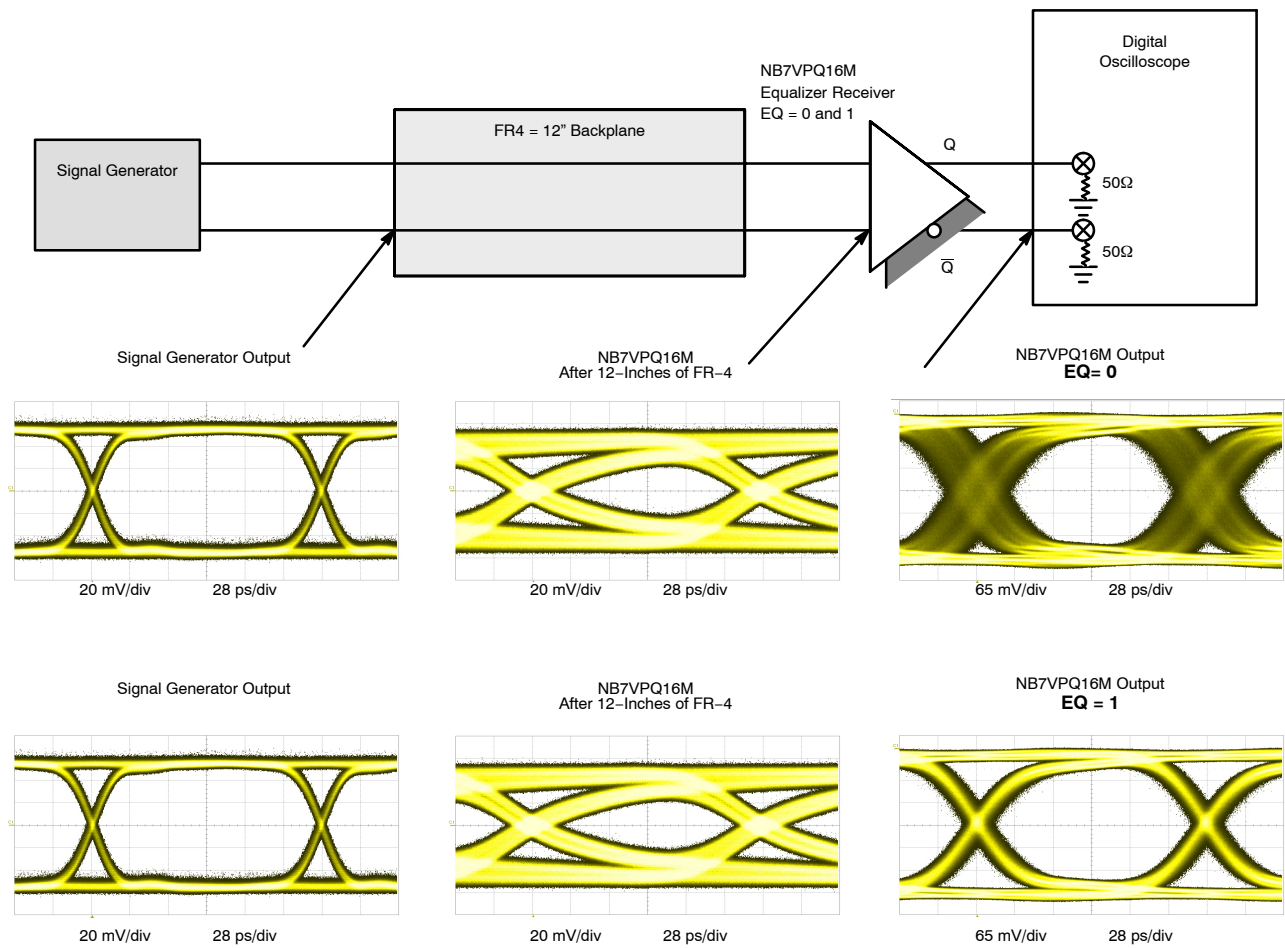 Digital
Oscilloscope
NB7VPQ16M
Equalizer Receiver
EQ = 0 and 1
FR4 = 12” Backplane
Signal Generator
Q
50Ω
50Ω
Q̅
Signal Generator Output
NB7VPQ16M
After 12−Inches of FR−4
NB7VPQ16M Output
EQ= 0
20 mV/div 28 ps/div
20 mV/div 28 ps/div
65 mV/div 28 ps/div
Signal Generator Output
NB7VPQ16M
After 12−Inches of FR−4
NB7VPQ16M Output
EQ = 1
20 mV/div 28 ps/div
20 mV/div 28 ps/div
65 mV/div 28 ps/div